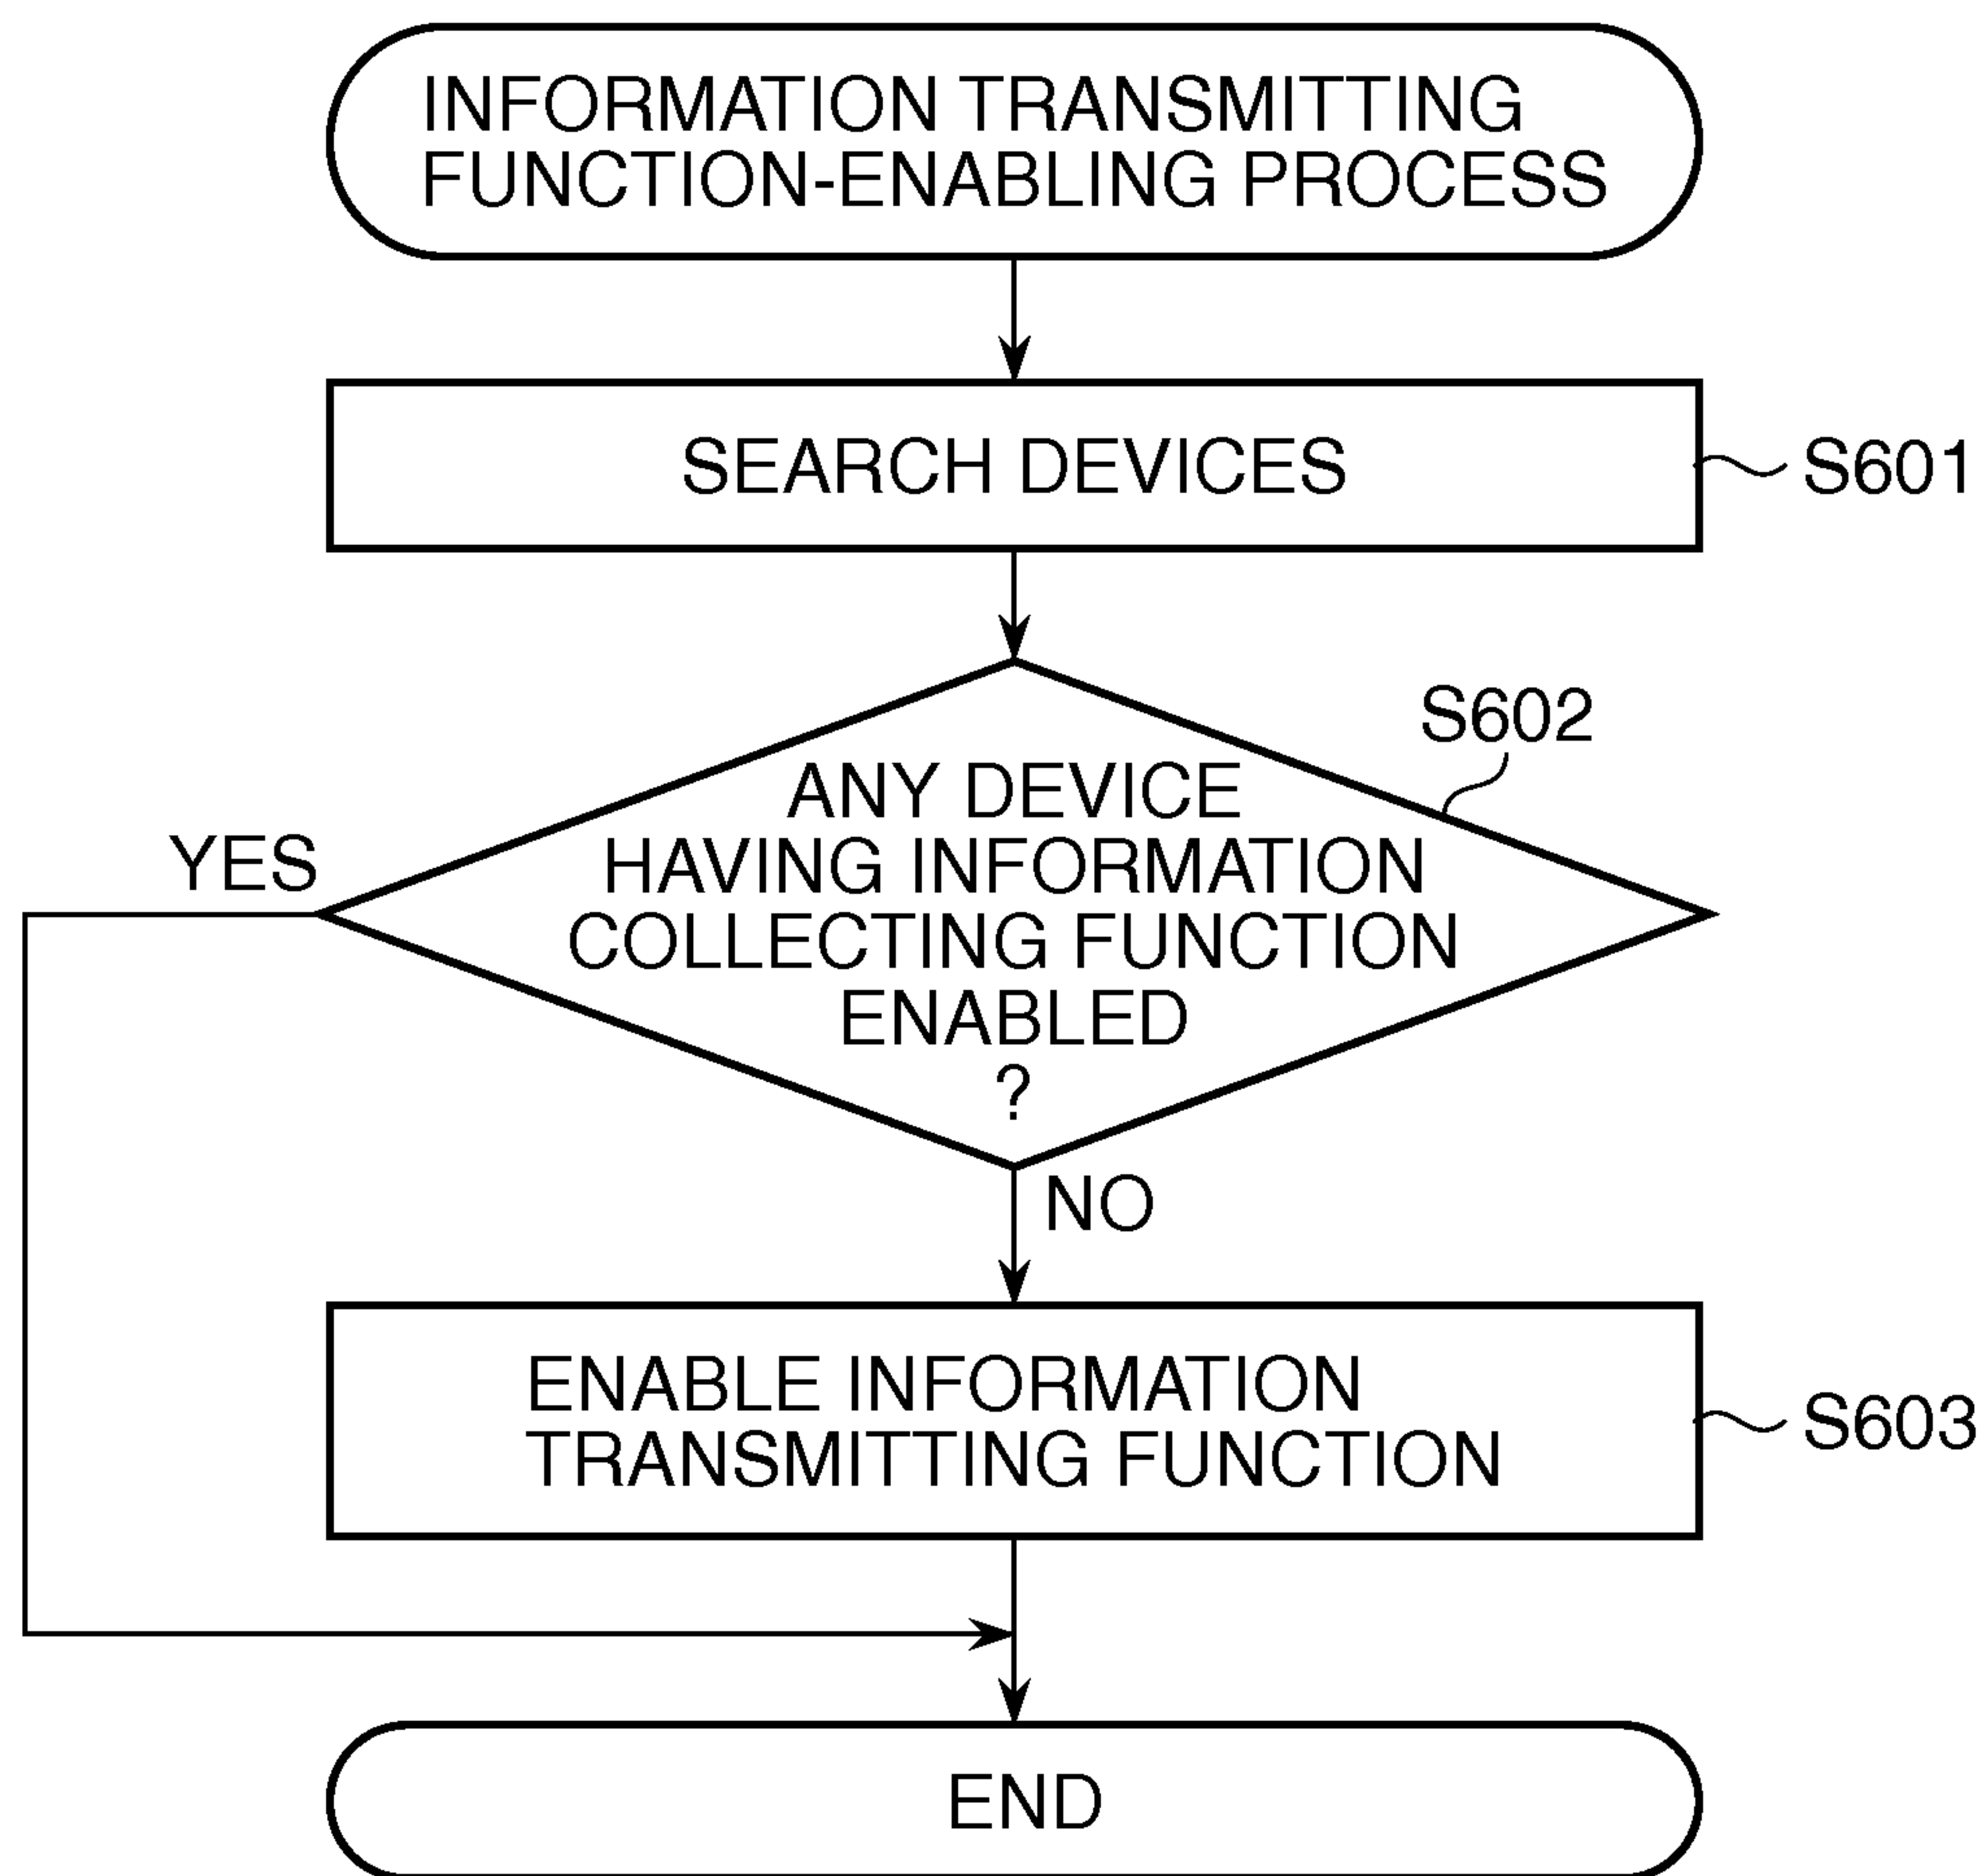 INFORMATION TRANSMITTING
FUNCTION-ENABLING PROCESS
SEARCH DEVICES
S601
S602
ANY DEVICE
HAVING INFORMATION
COLLECTING FUNCTION
ENABLED
?
YES
NO
ENABLE INFORMATION
TRANSMITTING FUNCTION
S603
END